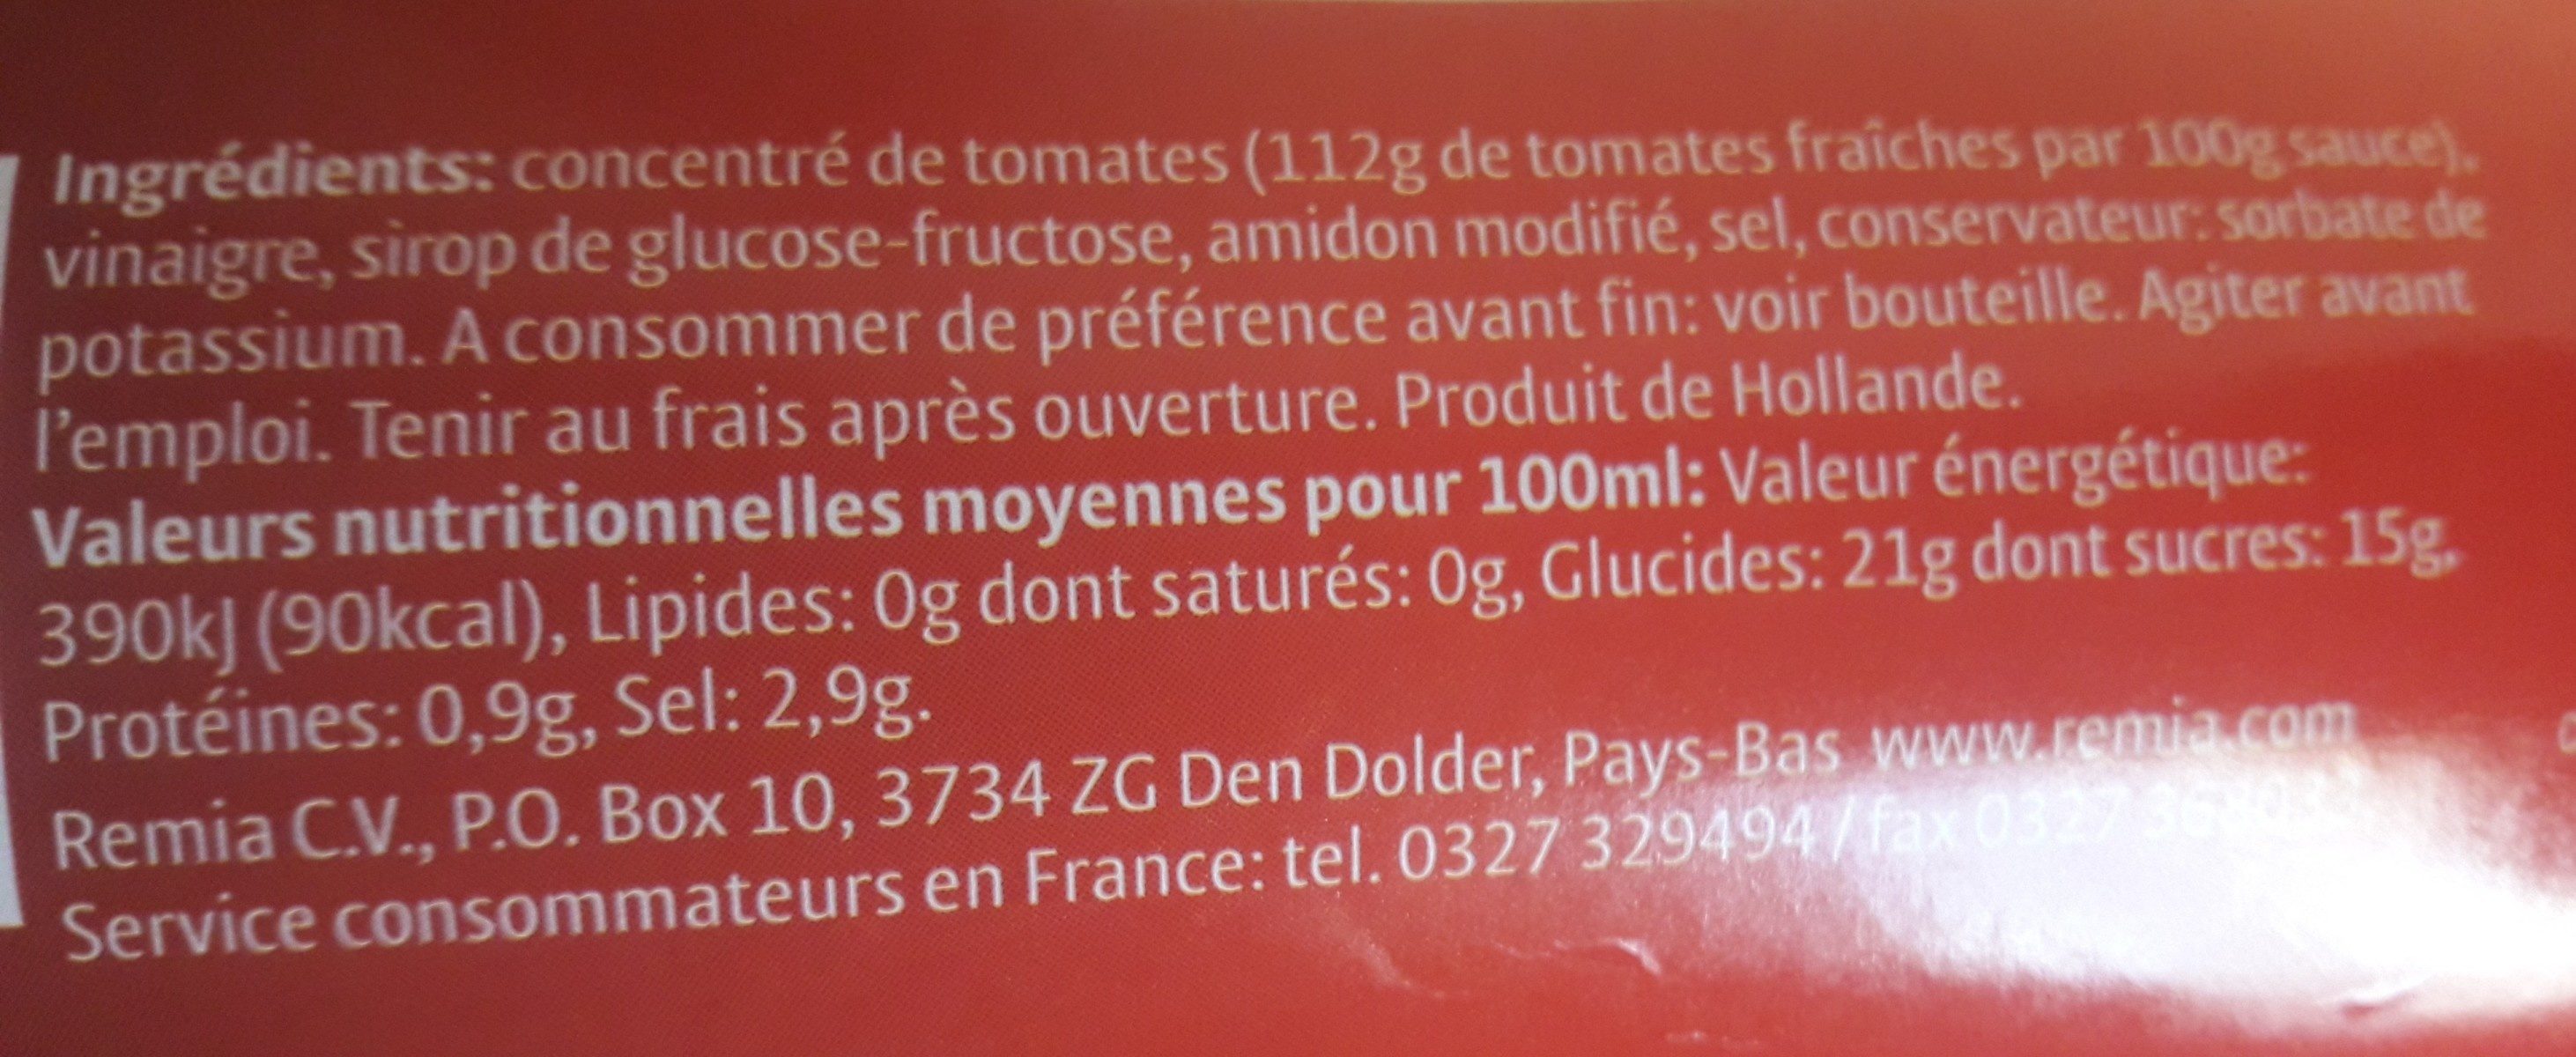 Ingrédients: concentré de tomates (112g de tomates fraîches par 100g sauce),
vinaigre, sirop de glucose-fructose, amidon modifié, sel, conservateur: sorbate de
potassium. A consommer de préférence avant fin: voir bouteille. Agiter avant
l'emploi. Tenir au frais après ouverture. Produit de Hollande.
Valeurs nutritionnelles moyennes pour 100ml: Valeur énergétique:
390kJ (90kcal), Lipides: 0g dont saturés: 0g, Glucides: 21g dont sucres: 15g,
Protéines: 0,9g, Sel: 2,9g.
Remia C.V., P.O. Box 10, 3734 ZG Den Dolder, Pays-Bas www.remia.com
Service consommateurs en France: tel. 0327 329494 / fax 0327